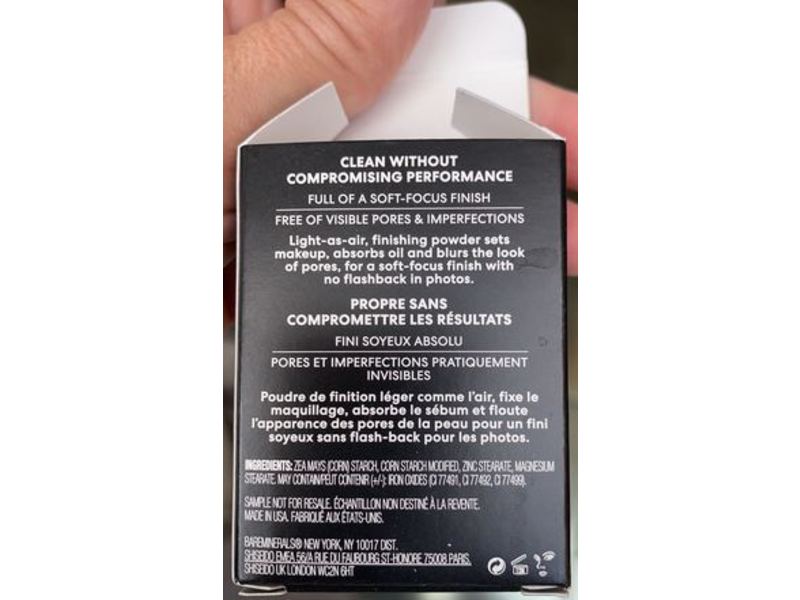 CLEAN WITHOUT
COMPROMISING PERFORMANCE
FULL OF A SOFT-FOCUS FINISH
FREE OF VISIBLE PORES & IMPERFECTIONS
Light-as-air, finishing powder sets
makeup, absorbs oil and blurs the look
of pores, for a soft-focus finish with
no flashback in photos.
PROPRE SANS
COMPROMETTRE LES RÉSULTATS
FINI SOYEUX ABSOLU
PORES ET IMPERFECTIONS PRATIQUEMENT
INVISIBLES
Poudre de finition léger comme l'air, fixe le
maquillage, absorbe le sébum et floute
l'apparence des pores de la peau pour un fini
soyeux sans flash-back pour les photos.
INGREDIENTS: ZEA MAYS (CORN) STARCH, CORN STARCH MODIFIED, ZINC STEARATE, MAGNESIUM
STEARATE. MAY CONTAIN/PEUT CONTENIR (+/-): IRON OXIDES (CI 77491, CI 77492, CI 77499).
SAMPLE NOT FOR RESALE. ÉCHANTILLON NON DESTINÉ À LA REVENTE.
MADE IN USA. FABRIQUÉ AUX ÉTATS-UNIS.
BAREMINERALS® NEW YORK, NY 10017 DIST.
SHISEIDO EMEA 56/A RUE DU FAUBOURG ST-HONORE 75008 PARIS.
SHISEIDO UK LONDON WC2N 6HT